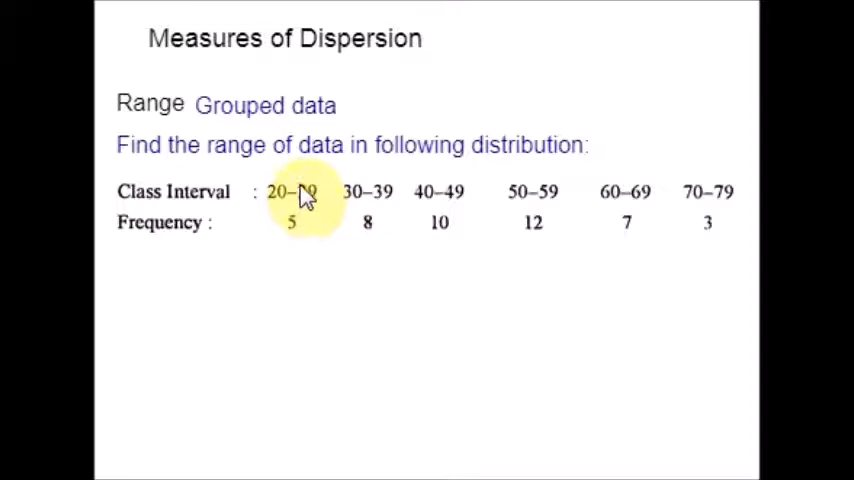 Measures of Dispersion
Range Grouped data
Find the range of data in following distribution:
Class Interval : 20–29 30–39 40–49 50–59 60–69 70–79
Frequency : 5 8 10 12 7 3